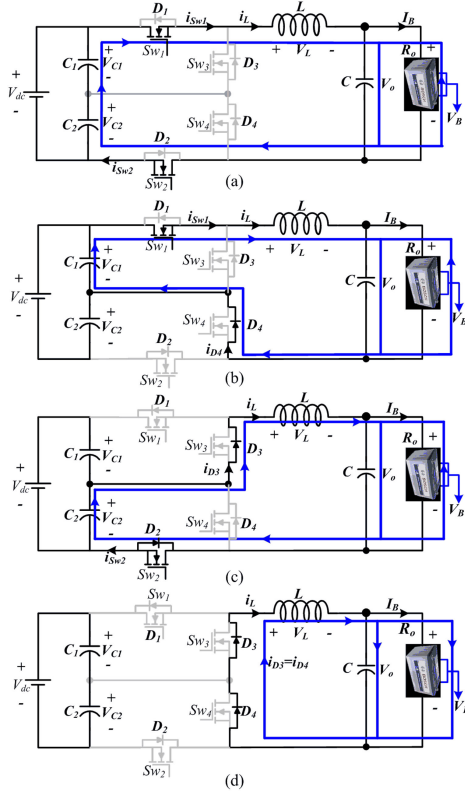 D1
iSw1 iL L IB
+ Sw1 + VL - Ro +
C1 VC1 Sw3 D3
+ - C Vo
Vdc
- + Sw4 D4 VB
C2 VC2
- D2 -
iSw2 Sw2
(a)
D1
iSw1 iL L IB
+ Sw1 + VL - Ro +
C1 VC1 Sw3 D3
+ - C Vo
Vdc
- C2 + Sw4 D4 VB
VC2
- D2 iD4 -
Sw2
(b)
D1
iL L IB
+ Sw1 + VL - Ro +
C1 VC1 Sw3 D3
+ - iD3 C Vo
Vdc
- C2 + Sw4 D4 VB
VC2
- D2 -
iSw2 Sw2
(c)
Sw1
iL L IB
+ D1 + VL - Ro +
C1 VC1 Sw3 D3
+ - iD3=iD4 C Vo
Vdc
- C2 + Sw4 D4
VC2
- D2 -
Sw2
(d)